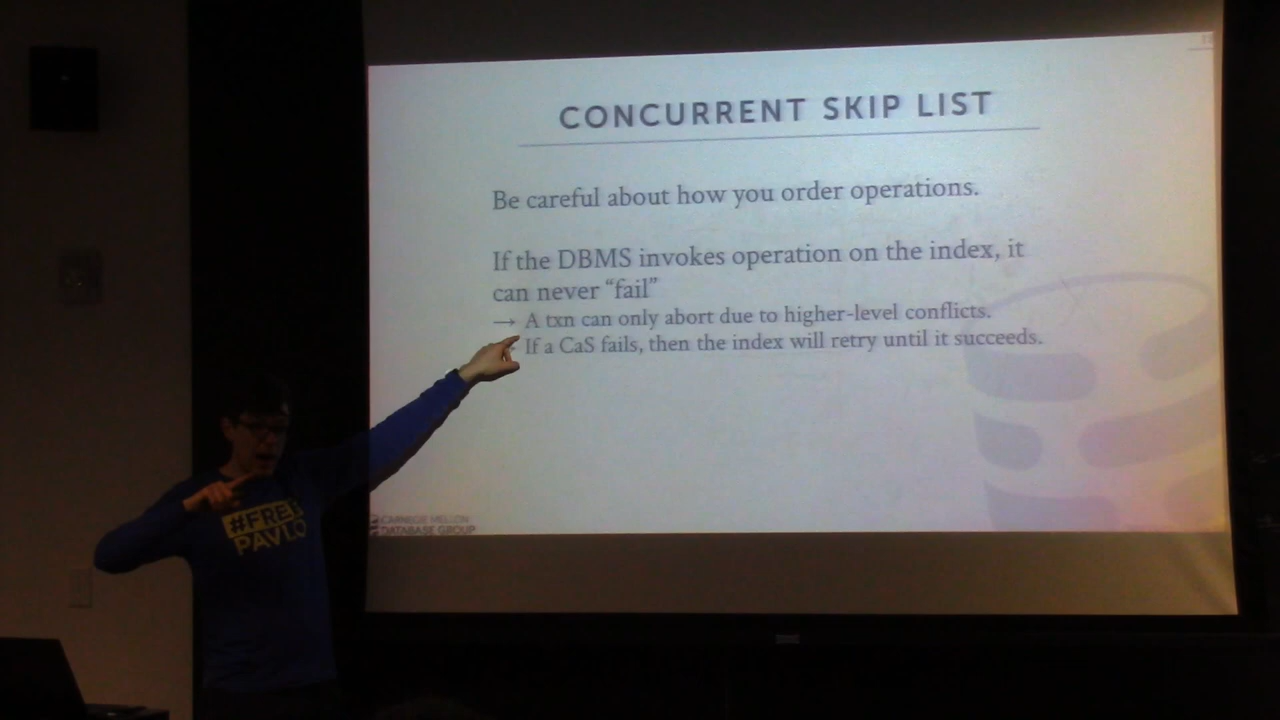 CONCURRENT SKIP LIST
Be careful about how you order operations.
If the DBMS invokes operation on the index, it
can never “fail”
→ A txn can only abort due to higher-level conflicts.
If a CaS fails, then the index will retry until it succeeds.
#FREE
PAVLO
CARNEGIE MELLON
DATABASE GROUP